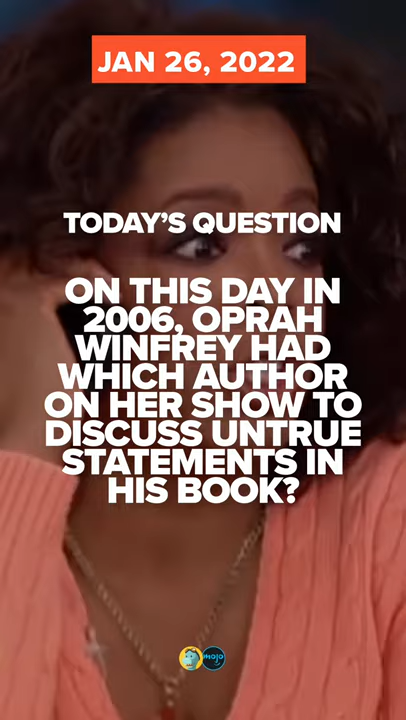 JAN 26, 2022
TODAY'S QUESTION
ON THIS DAY IN
2006, OPRAH
WINFREY HAD
WHICH AUTHOR
ON HER SHOW TO
DISCUSS UNTRUE
STATEMENTS IN
HIS BOOK?
mojo